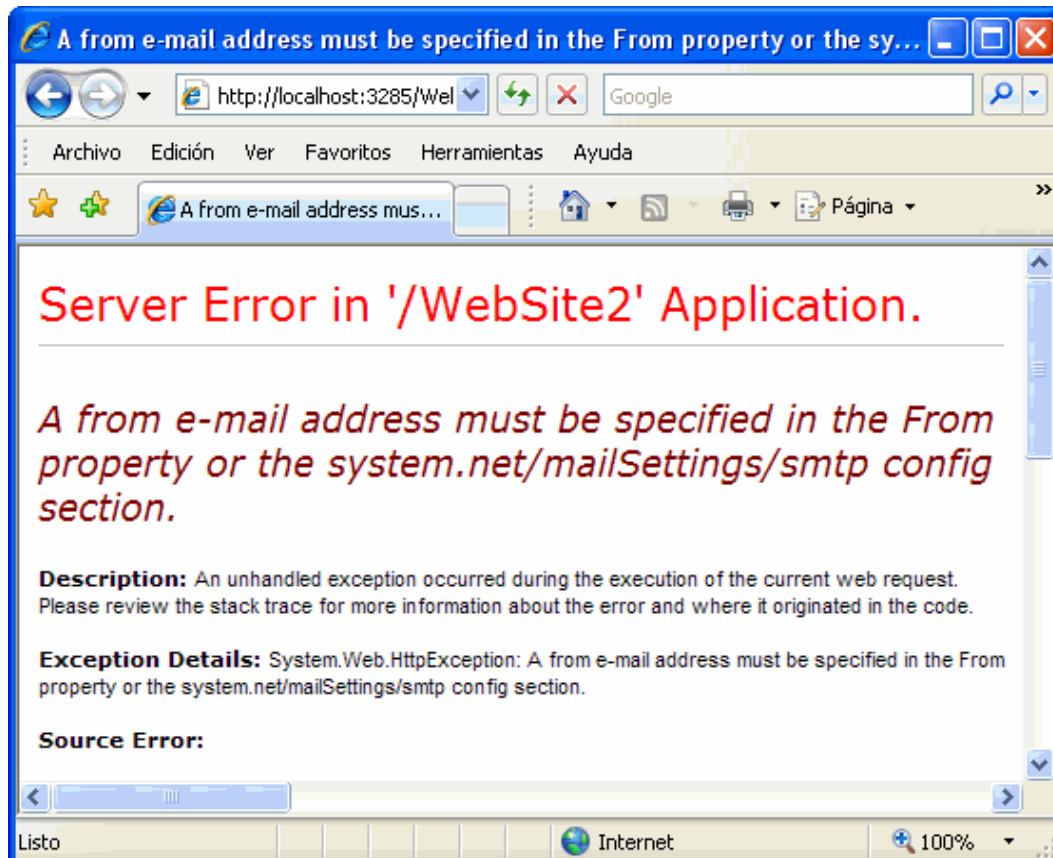 A from e-mail address must be specified in the From property or the sy...
http://localhost:3285/Wel
Google
Archivo Edición Ver Favoritos Herramientas Ayuda
A from e-mail address mus...
Página
»
Server Error in '/WebSite2' Application.
A from e-mail address must be specified in the From
property or the system.net/mailSettings/smtp config
section.
Description: An unhandled exception occurred during the execution of the current web request.
Please review the stack trace for more information about the error and where it originated in the code.
Exception Details: System.Web.HttpException: A from e-mail address must be specified in the From
property or the system.net/mailSettings/smtp config section.
Source Error:
Listo
Internet
100%